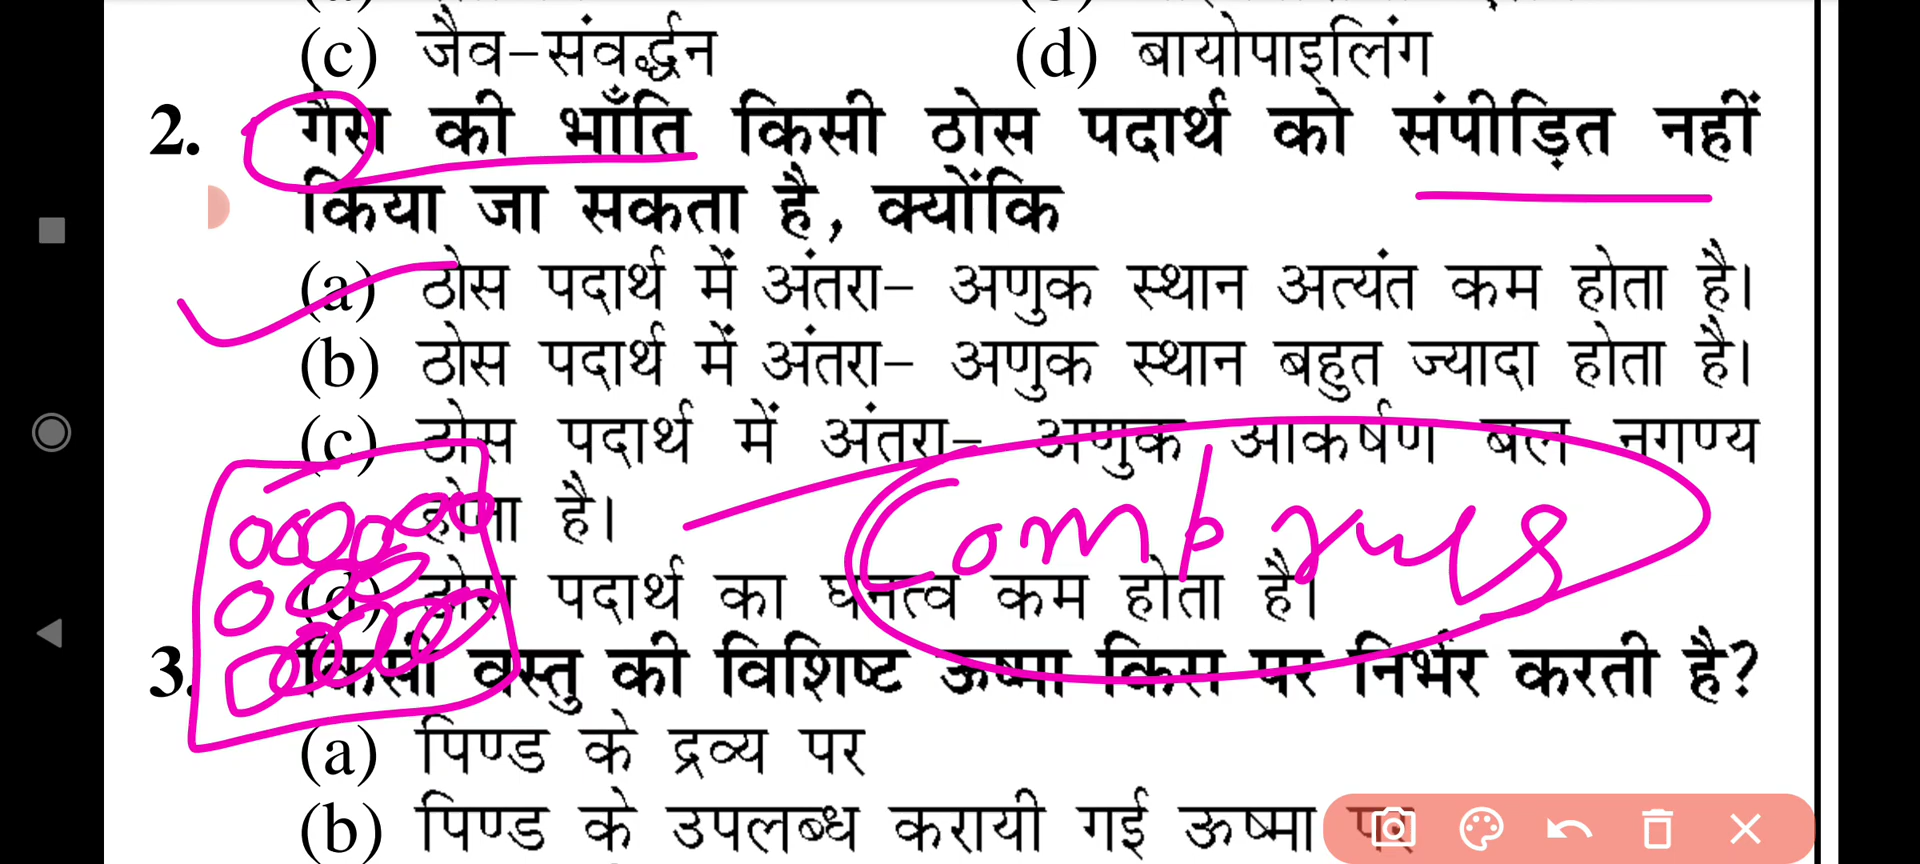 (c) जैव-संवर्द्धन (d) बायोपाइलिंग
2. गैस की भाँति किसी ठोस पदार्थ को संपीड़ित नहीं
किया जा सकता है, क्योंकि
(a) ठोस पदार्थ में अंतरा- अणुक स्थान अत्यंत कम होता है।
(b) ठोस पदार्थ में अंतरा- अणुक स्थान बहुत ज्यादा होता है।
(c) ठोस पदार्थ में अंतरा- अणुक आकर्षण बल नगण्य
होता है।
(d) ठोस पदार्थ का घनत्व कम होता है।
3. किसी वस्तु की विशिष्ट ऊष्मा किस पर निर्भर करती है?
(a) पिण्ड के द्रव्य पर
(b) पिण्ड के उपलब्ध करायी गई ऊष्मा पर